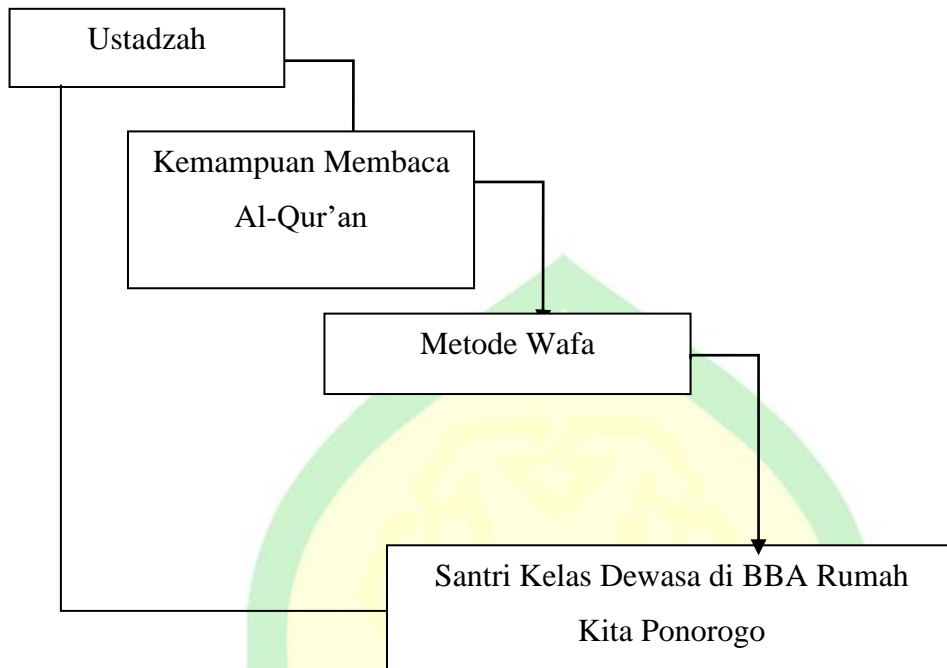 Ustadzah
Kemampuan Membaca
Al-Qur’an
Metode Wafa
Santri Kelas Dewasa di BBA Rumah
Kita Ponorogo